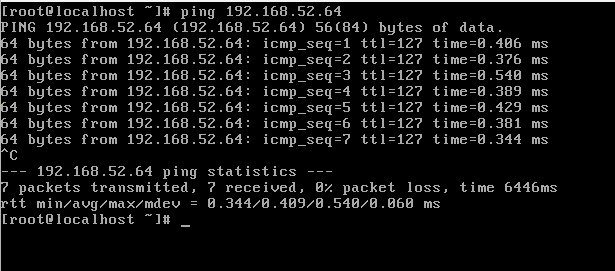 [root@localhost ~]# ping 192.168.52.64
PING 192.168.52.64 (192.168.52.64) 56(84) bytes of data.
64 bytes from 192.168.52.64: icmp_seq=1 ttl=127 time=0.406 ms
64 bytes from 192.168.52.64: icmp_seq=2 ttl=127 time=0.376 ms
64 bytes from 192.168.52.64: icmp_seq=3 ttl=127 time=0.540 ms
64 bytes from 192.168.52.64: icmp_seq=4 ttl=127 time=0.389 ms
64 bytes from 192.168.52.64: icmp_seq=5 ttl=127 time=0.429 ms
64 bytes from 192.168.52.64: icmp_seq=6 ttl=127 time=0.381 ms
64 bytes from 192.168.52.64: icmp_seq=7 ttl=127 time=0.344 ms
^C
--- 192.168.52.64 ping statistics ---
7 packets transmitted, 7 received, 0% packet loss, time 6446ms
rtt min/avg/max/mdev = 0.344/0.409/0.540/0.060 ms
[root@localhost ~]# _